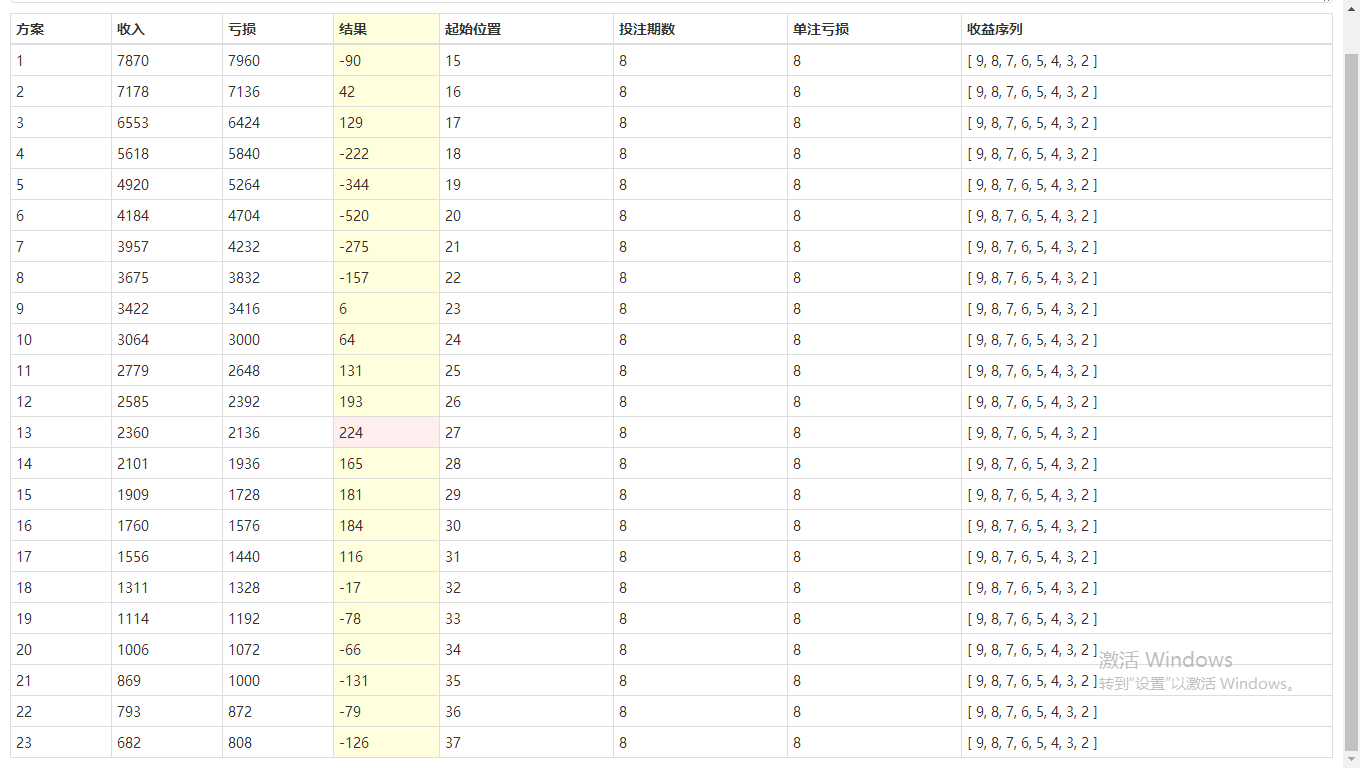 方案 收入 亏损 结果 起始位置 投注期数 单注亏损 收益序列
1 7870 7960 -90 15 8 8 [ 9, 8, 7, 6, 5, 4, 3, 2 ]
2 7178 7136 42 16 8 8 [ 9, 8, 7, 6, 5, 4, 3, 2 ]
3 6553 6424 129 17 8 8 [ 9, 8, 7, 6, 5, 4, 3, 2 ]
4 5618 5840 -222 18 8 8 [ 9, 8, 7, 6, 5, 4, 3, 2 ]
5 4920 5264 -344 19 8 8 [ 9, 8, 7, 6, 5, 4, 3, 2 ]
6 4184 4704 -520 20 8 8 [ 9, 8, 7, 6, 5, 4, 3, 2 ]
7 3957 4232 -275 21 8 8 [ 9, 8, 7, 6, 5, 4, 3, 2 ]
8 3675 3832 -157 22 8 8 [ 9, 8, 7, 6, 5, 4, 3, 2 ]
9 3422 3416 6 23 8 8 [ 9, 8, 7, 6, 5, 4, 3, 2 ]
10 3064 3000 64 24 8 8 [ 9, 8, 7, 6, 5, 4, 3, 2 ]
11 2779 2648 131 25 8 8 [ 9, 8, 7, 6, 5, 4, 3, 2 ]
12 2585 2392 193 26 8 8 [ 9, 8, 7, 6, 5, 4, 3, 2 ]
13 2360 2136 224 27 8 8 [ 9, 8, 7, 6, 5, 4, 3, 2 ]
14 2101 1936 165 28 8 8 [ 9, 8, 7, 6, 5, 4, 3, 2 ]
15 1909 1728 181 29 8 8 [ 9, 8, 7, 6, 5, 4, 3, 2 ]
16 1760 1576 184 30 8 8 [ 9, 8, 7, 6, 5, 4, 3, 2 ]
17 1556 1440 116 31 8 8 [ 9, 8, 7, 6, 5, 4, 3, 2 ]
18 1311 1328 -17 32 8 8 [ 9, 8, 7, 6, 5, 4, 3, 2 ]
19 1114 1192 -78 33 8 8 [ 9, 8, 7, 6, 5, 4, 3, 2 ]
20 1006 1072 -66 34 8 8 [ 9, 8, 7, 6, 5, 4, 3, 2 ]
激活 Windows
21 869 1000 -131 35 8 8 [ 9, 8, 7, 6, 5, 4, 3, 2 ]
转到“设置”以激活 Windows。
22 793 872 -79 36 8 8 [ 9, 8, 7, 6, 5, 4, 3, 2 ]
23 682 808 -126 37 8 8 [ 9, 8, 7, 6, 5, 4, 3, 2 ]